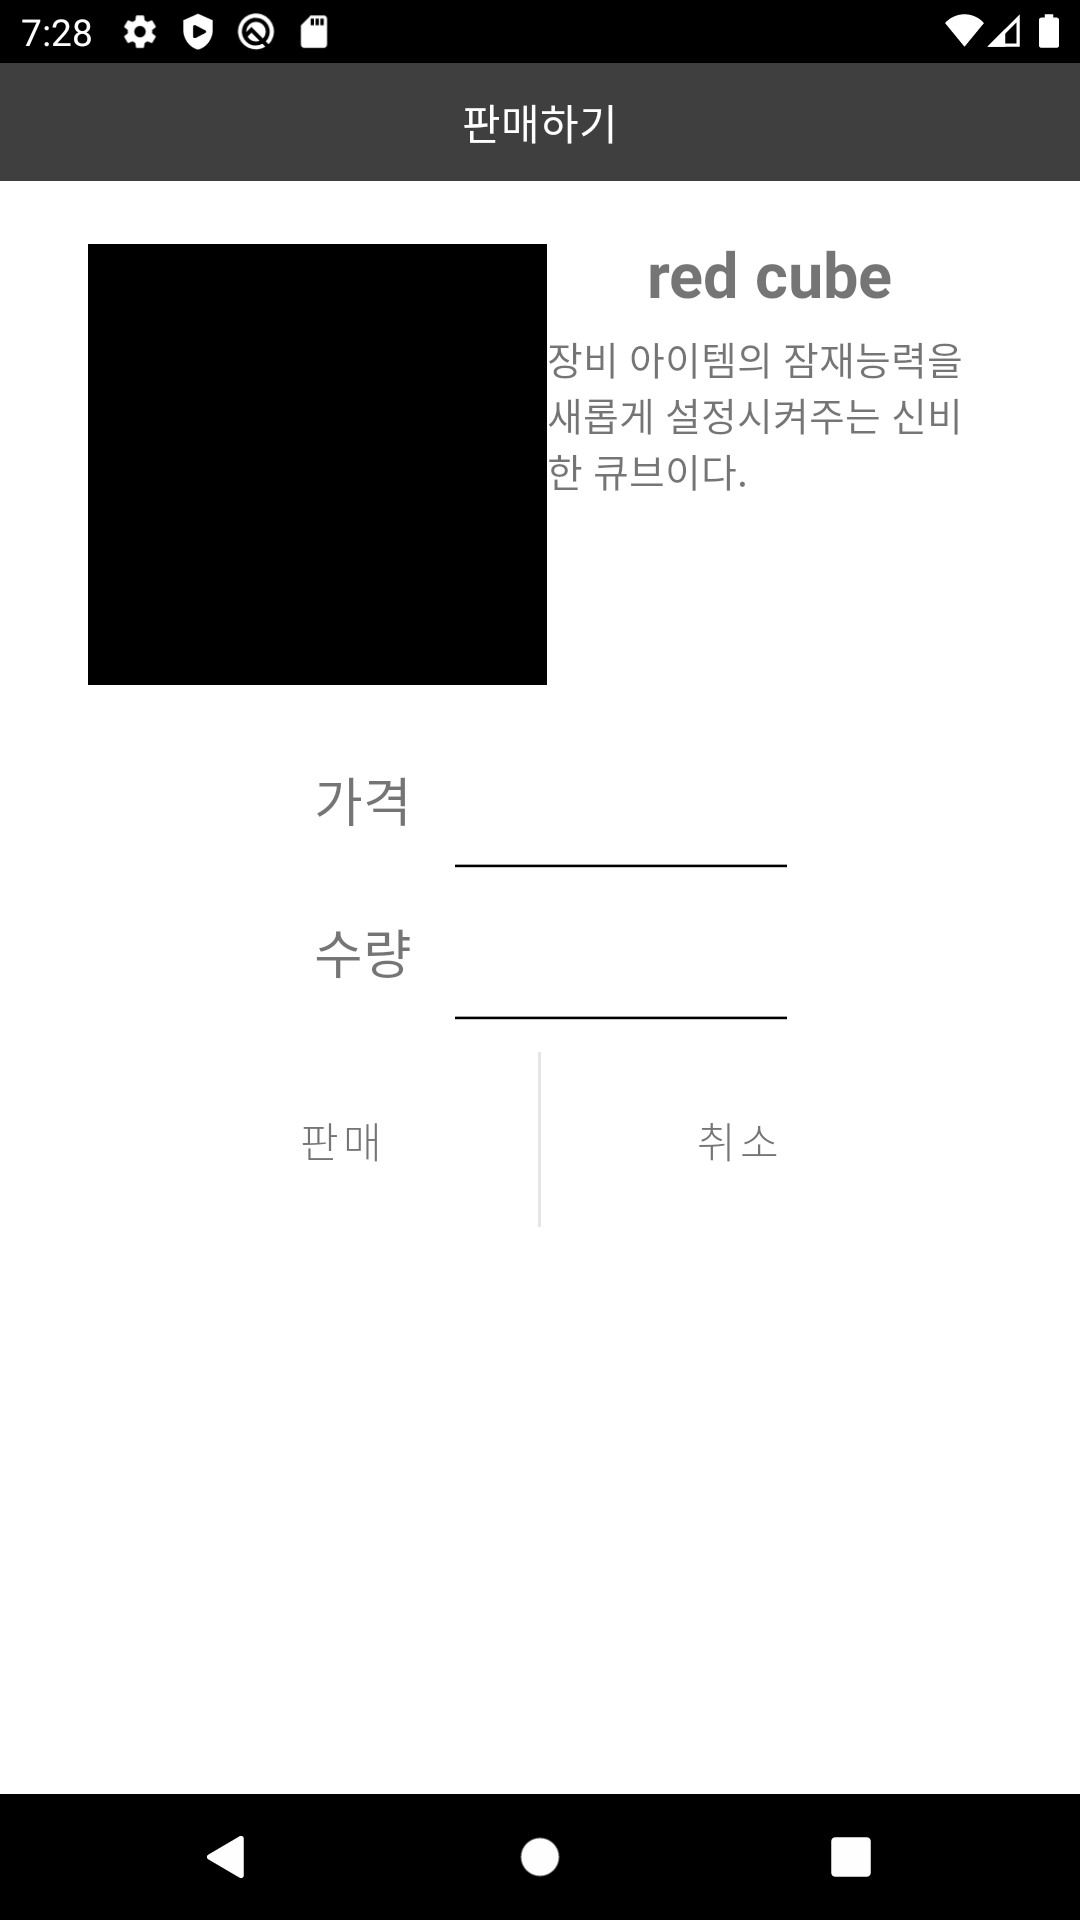 7:28
판매하기
red cube
장비 아이템의 잠재능력을
새롭게 설정시켜주는 신비
한 큐브이다.
가격
수량
판매
취소